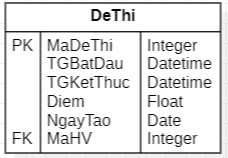 DeThi
PK MaDeThi Integer
TGBatDau Datetime
TGKetThuc Datetime
Diem Float
NgayTao Date
FK MaHV Integer